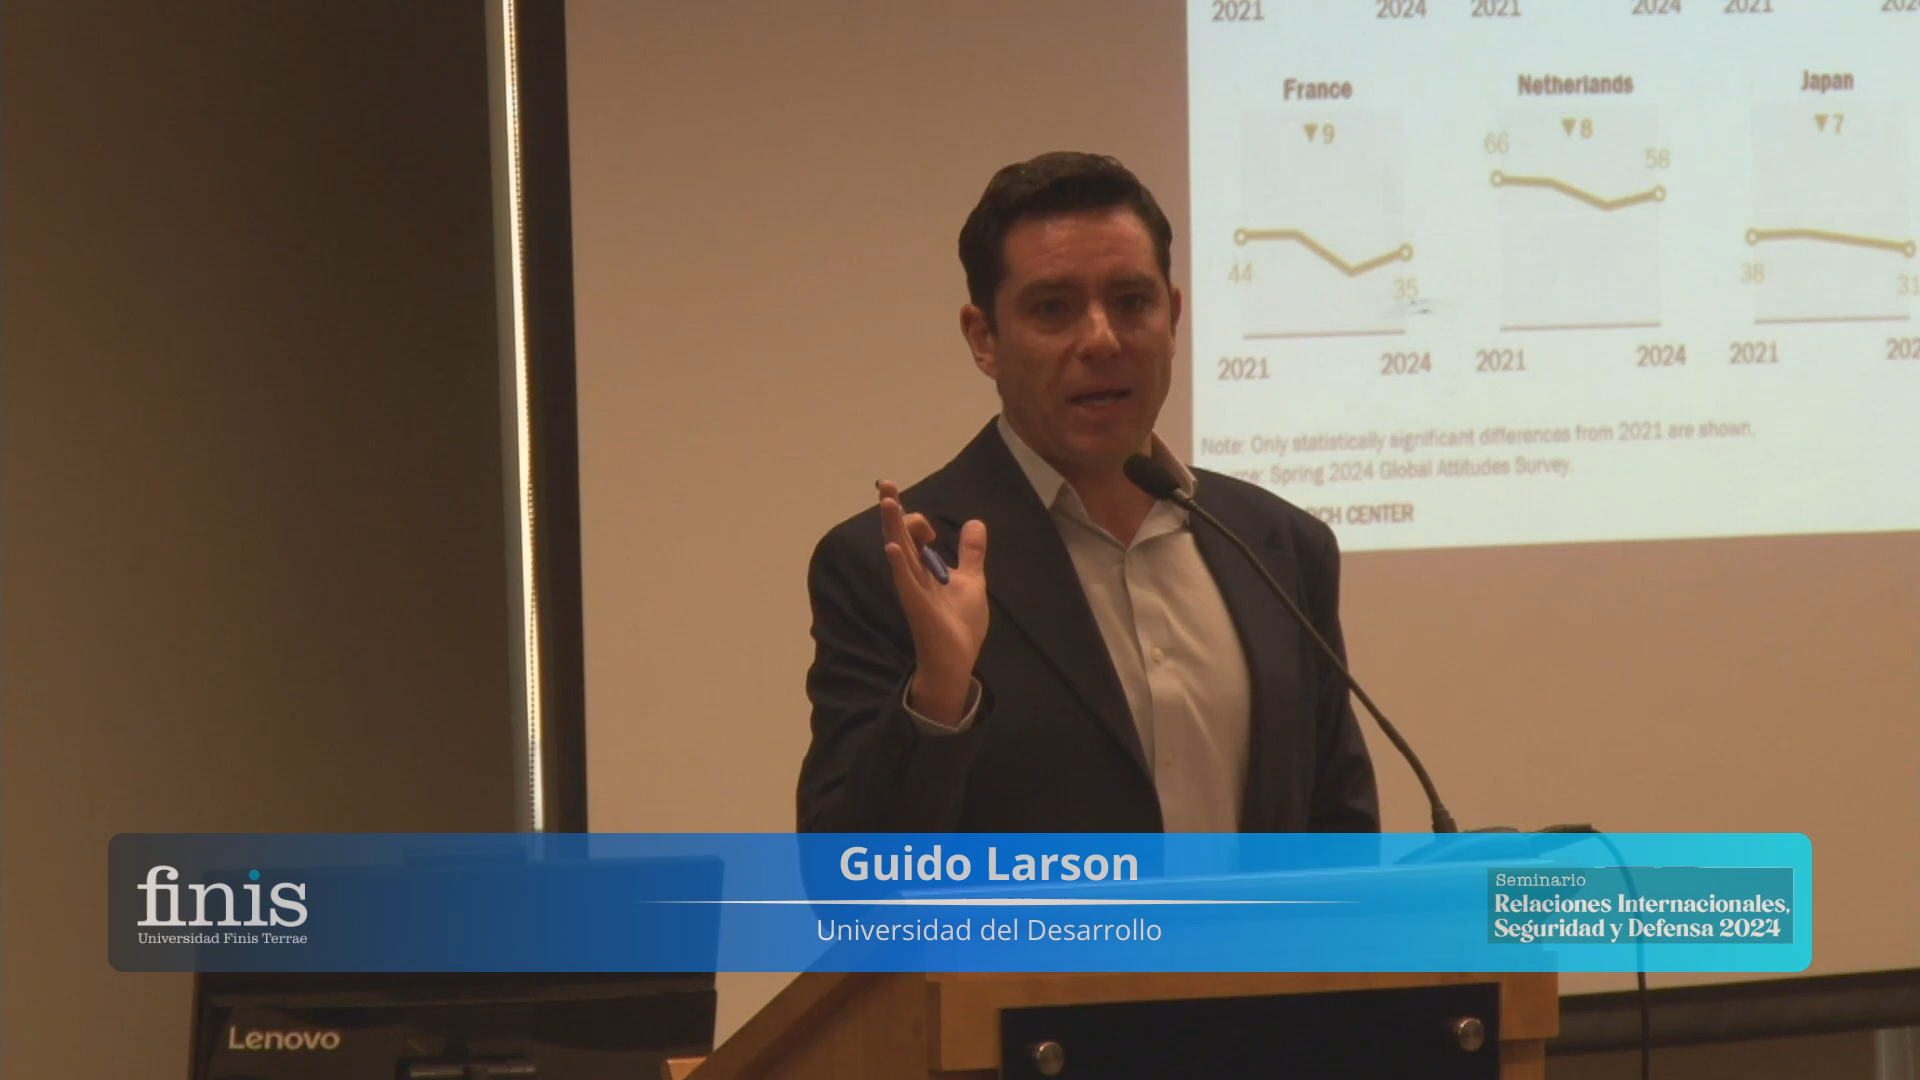 2021 2024 2021 2024 2021
France Netherlands Japan
▼9 ▼8 ▼7
66 58
44 35 38 31
2021 2024 2021 2024 2021
Note: Only statistically significant differences from 2021 are shown.
Spring 2024 Global Attitudes Survey.
CENTER
Guido Larson
Universidad del Desarrollo
finis
Universidad Finis Terrae
Seminario
Relaciones Internacionales,
Seguridad y Defensa 2024
Lenovo